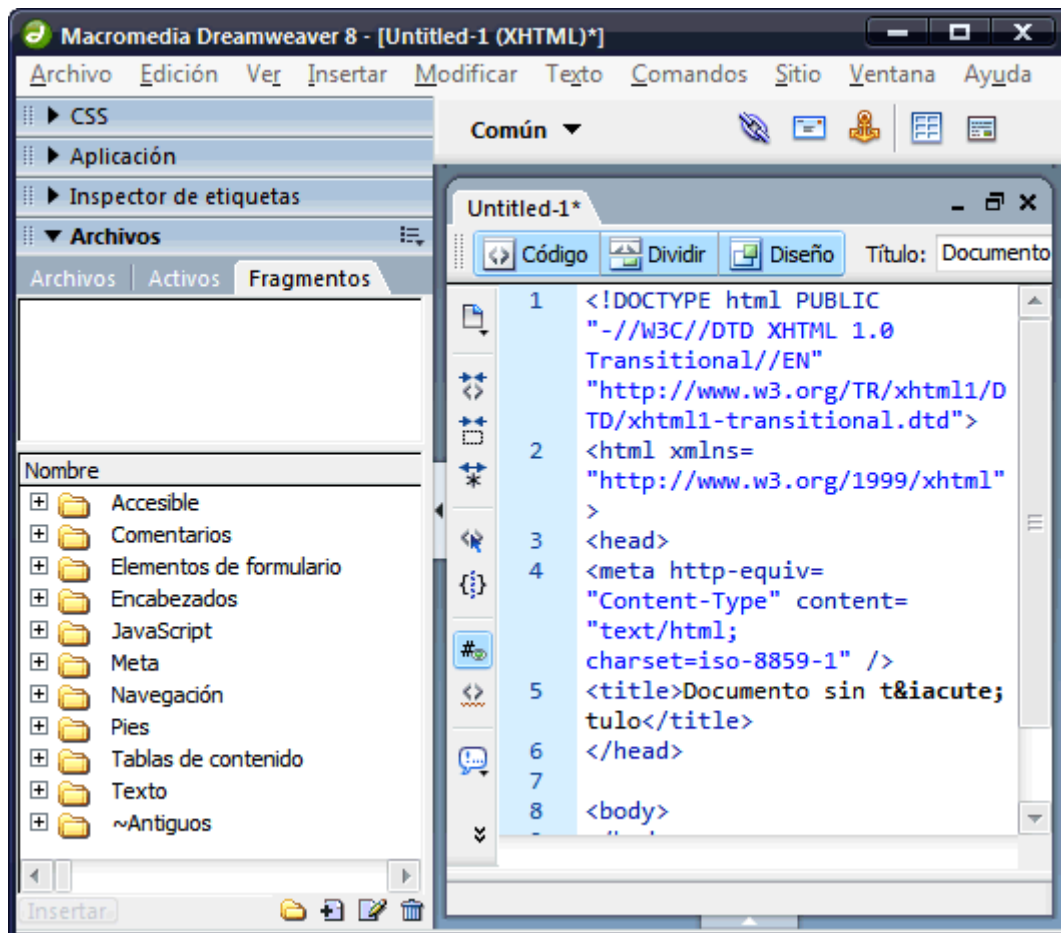 Macromedia Dreamweaver 8 - [Untitled-1 (XHTML)*]
Archivo Edición Ver Insertar Modificar Texto Comandos Sitio Ventana Ayuda
CSS
Aplicación
Inspector de etiquetas
Archivos
Archivos Activos Fragmentos
Nombre
Accesible
Comentarios
Elementos de formulario
Encabezados
JavaScript
Meta
Navegación
Pies
Tablas de contenido
Texto
~Antiguos
Insertar
Común
Untitled-1*
Código Dividir Diseño Título: Documento
1 <!DOCTYPE html PUBLIC
"-//W3C//DTD XHTML 1.0
Transitional//EN"
"http://www.w3.org/TR/xhtml1/D
TD/xhtml1-transitional.dtd">
2 <html xmlns=
"http://www.w3.org/1999/xhtml"
>
3 <head>
4 <meta http-equiv=
"Content-Type" content=
"text/html;
charset=iso-8859-1" />
5 <title>Documento sin t&iacute;
tulo</title>
6 </head>
7
8 <body>